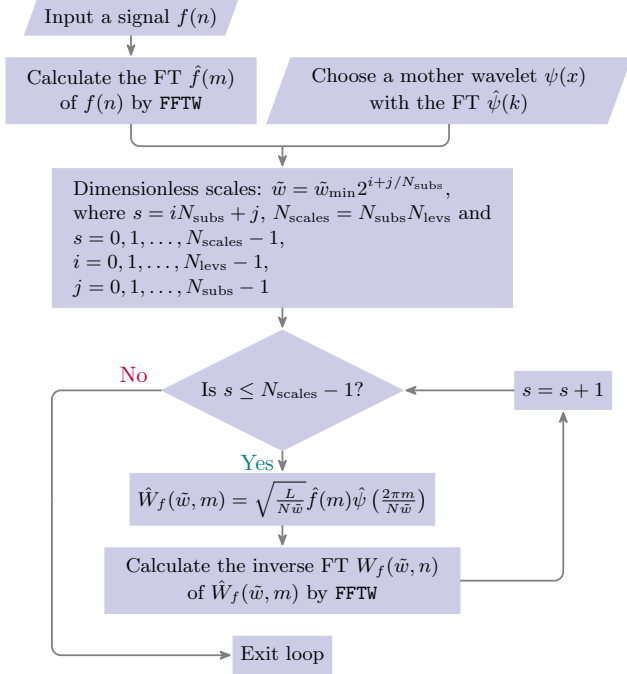 Input a signal f(n)
Calculate the FT f̂(m)
of f(n) by FFTW
Choose a mother wavelet ψ(x)
with the FT ψ̂(k)
Dimensionless scales: w̃ = w̃_min 2^{i+j/N_subs},
where s = iN_subs + j, N_scales = N_subs N_levs and
s = 0, 1, . . . , N_scales − 1,
i = 0, 1, . . . , N_levs − 1,
j = 0, 1, . . . , N_subs − 1
No
Is s ≤ N_scales − 1?
s = s + 1
Yes
Ŵ_f(w̃, m) = √(L/(Nw̃)) f̂(m) ψ̂(2πm/(Nw̃))
Calculate the inverse FT W_f(w̃, n)
of Ŵ_f(w̃, m) by FFTW
Exit loop